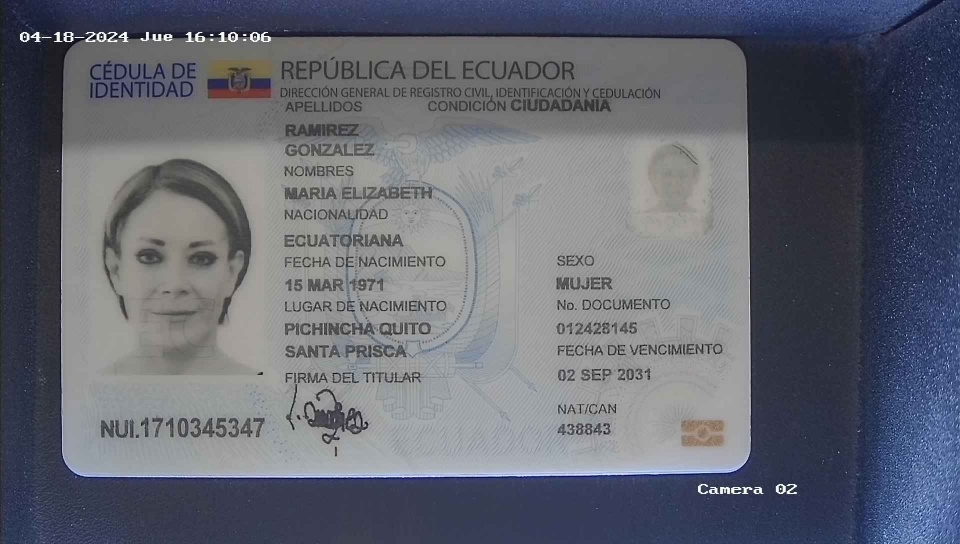 04-18-2024 Jue 16:10:06
CÉDULA DE
IDENTIDAD
REPÚBLICA DEL ECUADOR
DIRECCIÓN GENERAL DE REGISTRO CIVIL, IDENTIFICACIÓN Y CEDULACIÓN
APELLIDOS CONDICIÓN CIUDADANÍA
RAMIREZ
GONZALEZ
NOMBRES
MARIA ELIZABETH
NACIONALIDAD
ECUATORIANA
FECHA DE NACIMIENTO
15 MAR 1971
LUGAR DE NACIMIENTO
PICHINCHA QUITO
SANTA PRISCA
FIRMA DEL TITULAR
SEXO
MUJER
No. DOCUMENTO
012428145
FECHA DE VENCIMIENTO
02 SEP 2031
NAT/CAN
438843
NUI.1710345347
Camera 02